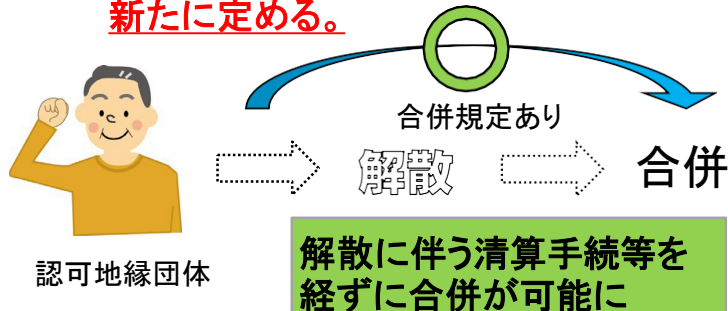 新たに定める。
合併規定あり
解散
合併
認可地縁団体
解散に伴う清算手続等を
経ずに合併が可能に